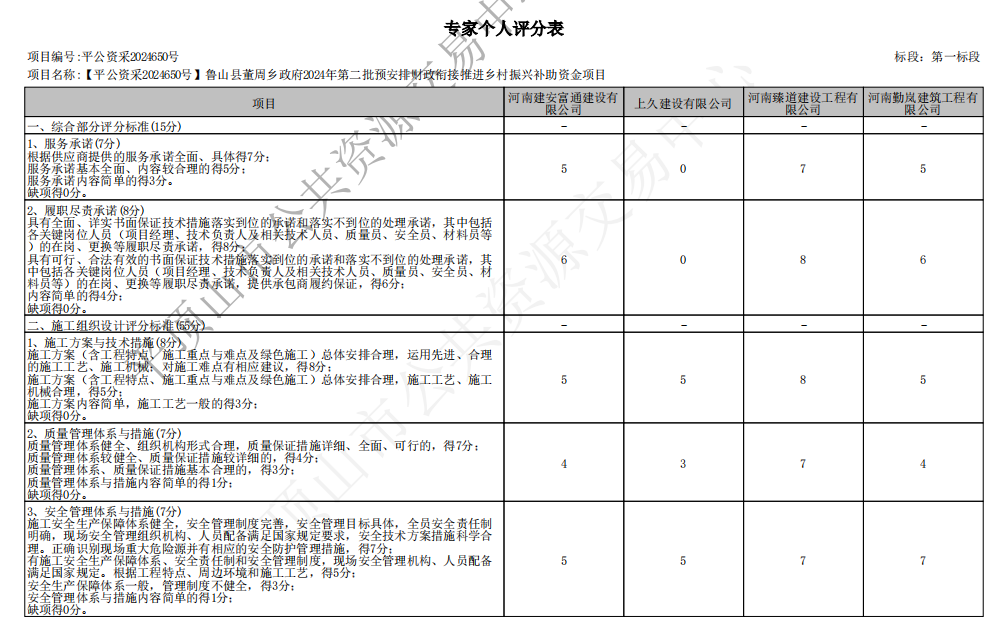 专家个人评分表
项目编号:平公资采2024650号
标段：第一标段
项目名称:【平公资采2024650号】鲁山县董周乡政府2024年第二批预安排财政衔接推进乡村振兴补助资金项目
项目
河南建安富通建设有
限公司
上久建设有限公司
河南臻道建设工程有
限公司
河南勤岚建筑工程有
限公司
一、综合部分评分标准(15分)
– – – –
1、服务承诺(7分)
根据供应商提供的服务承诺全面、具体得7分；
服务承诺基本全面、内容较合理的得5分；
服务承诺内容简单的得3分。
缺项得0分。
5 0 7 5
2、履职尽责承诺(8分)
具有全面、详实书面保证技术措施落实到位的承诺和落实不到位的处理承诺，其中包括
各关键岗位人员（项目经理、技术负责人及相关技术人员、质量员、安全员、材料员等
）的在岗、更换等履职尽责承诺，得8分；
具有可行、合法有效的书面保证技术措施落实到位的承诺和落实不到位的处理承诺，其
中包括各关键岗位人员（项目经理、技术负责人及相关技术人员、质量员、安全员、材
料员等）的在岗、更换等履职尽责承诺，提供承包商履约保证，得6分；
内容简单的得4分；
缺项得0分。
6 0 8 6
二、施工组织设计评分标准(55分)
– – – –
1、施工方案与技术措施(8分)
施工方案（含工程特点、施工重点与难点及绿色施工）总体安排合理，运用先进、合理
的施工工艺、施工机械；对施工难点有相应建议，得8分；
施工方案（含工程特点、施工重点与难点及绿色施工）总体安排合理，施工工艺、施工
机械合理，得5分；
施工方案内容简单，施工工艺一般的得3分；
缺项得0分。
5 5 8 5
2、质量管理体系与措施(7分)
质量管理体系健全、组织机构形式合理，质量保证措施详细、全面、可行的，得7分；
质量管理体系较健全、质量保证措施较详细的，得4分；
质量管理体系、质量保证措施基本合理的，得3分；
质量管理体系与措施内容简单的得1分；
缺项得0分。
4 3 7 4
3、安全管理体系与措施(7分)
施工安全生产保障体系健全，安全管理制度完善，安全管理目标具体，全员安全责任制
明确，现场安全管理组织机构、人员配备满足国家规定要求，安全技术方案措施科学合
理。正确识别现场重大危险源并有相应的安全防护管理措施，得7分；
有施工安全生产保障体系、安全责任制和安全管理制度，现场安全管理机构、人员配备
满足国家规定。根据工程特点、周边环境和施工工艺，得5分；
安全生产保障体系一般，管理制度不健全，得3分；
安全管理体系与措施内容简单的得1分；
缺项得0分。
5 5 7 7
平顶山市公共资源交易中
顶山市公共资源交易中心